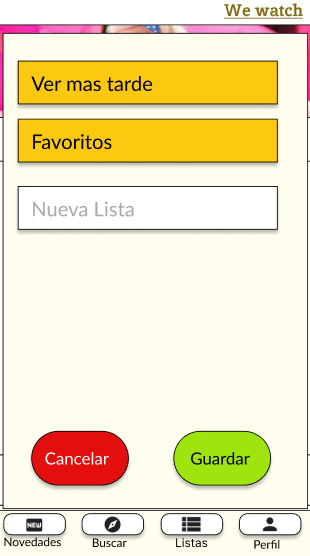 We watch
Ver mas tarde
Favoritos
Nueva Lista
Cancelar
Guardar
NEW
Novedades
Buscar
Listas
Perfil